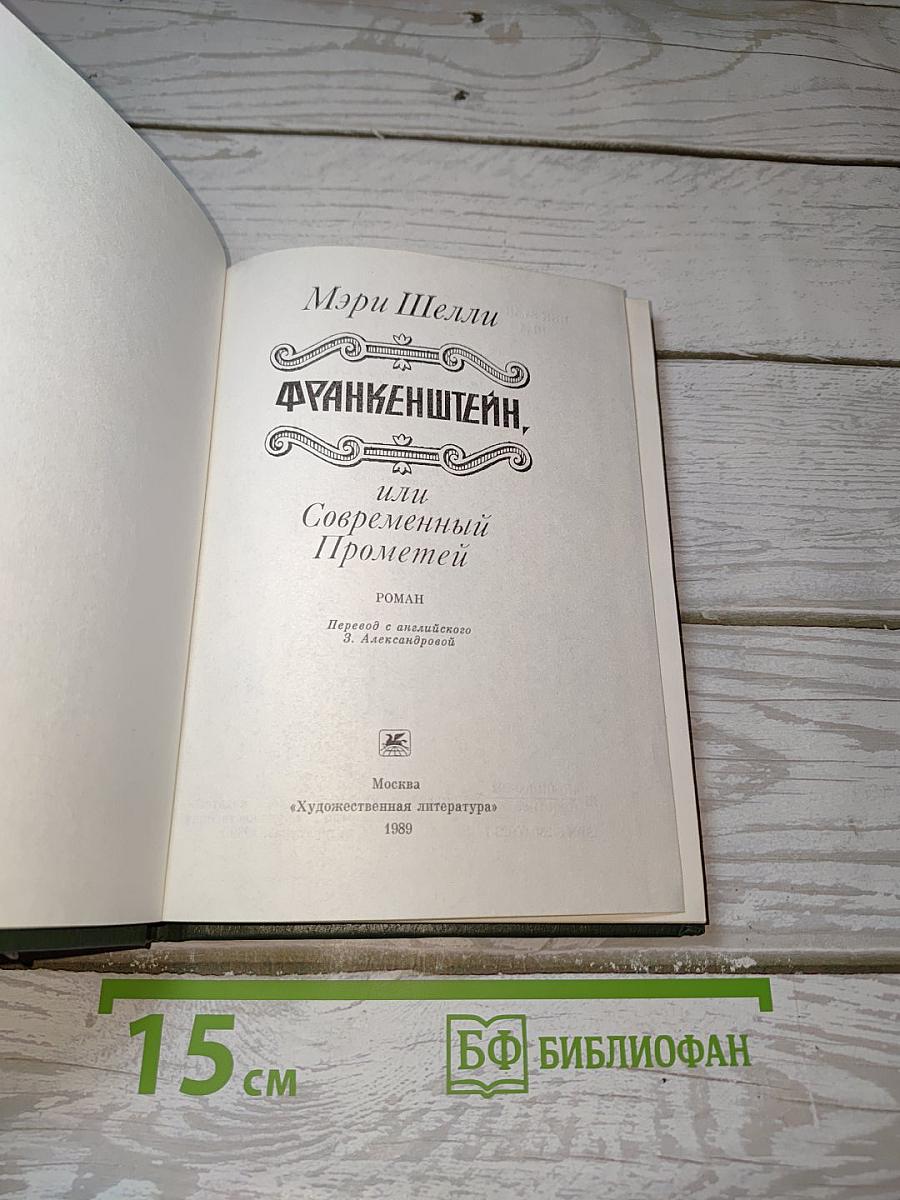 Мэри Шелли
ФРАНКЕНШТЕЙН,
или
Современный
Прометей
РОМАН
Перевод с английского
З. Александровой
Москва
«Художественная литература»
1989
15 см
БФ БИБЛИОФАН